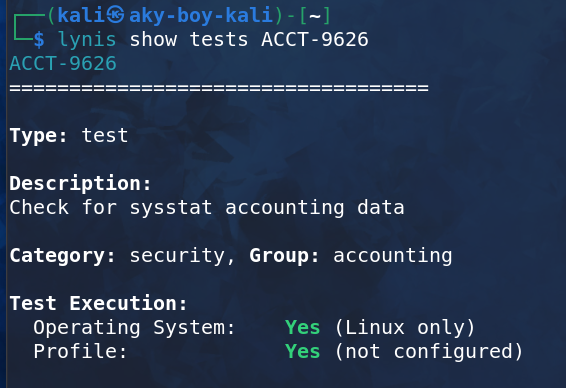 ┌──(kali㉿aky-boy-kali)-[~]
└─$ lynis show tests ACCT-9626
ACCT-9626
===================================
Type: test
Description:
Check for sysstat accounting data
Category: security, Group: accounting
Test Execution:
Operating System: Yes (Linux only)
Profile: Yes (not configured)